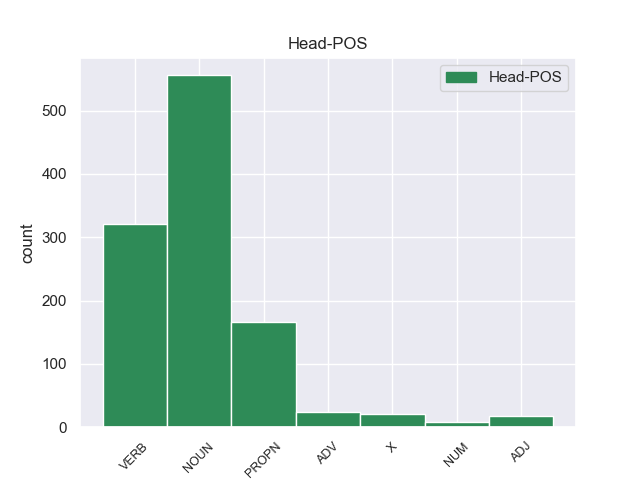 Head-POS
Head-POS
count
500
400
300
200
100
0
VERB
NOUN
PROPN
ADV
X
NUM
ADJ